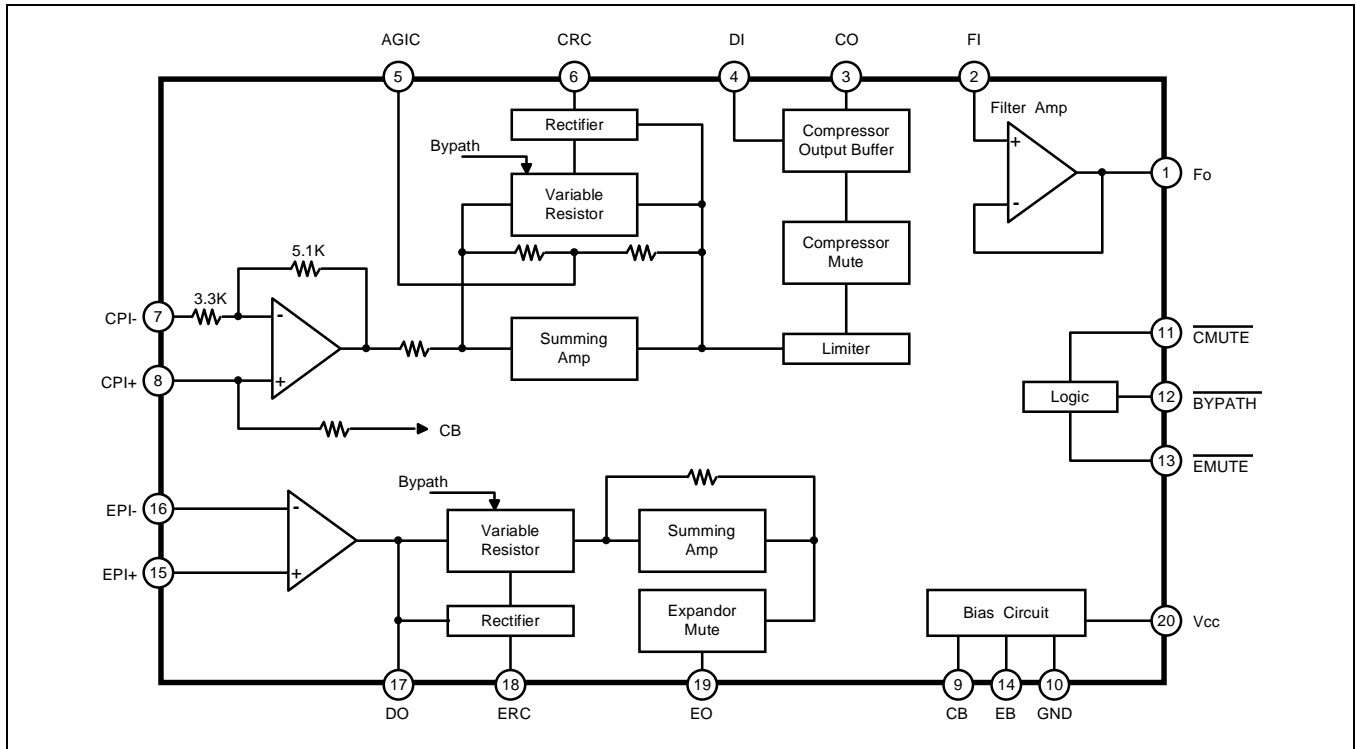 AGIC CRC DI CO FI
5 6 4 3 2
Filter Amp
Rectifier
Compressor
Output Buffer
Bypath
+
1 Fo
Variable
Resistor
-
Compressor
Mute
5.1K
3.3K
CPI- 7
-
11 CMUTE
Summing
Amp
Limiter
CPI+ 8
+
Logic
12 BYPATH
CB
13 EMUTE
Bypath
EPI- 16
-
Variable
Resistor
Summing
Amp
EPI+ 15
+
Expandor
Mute
Bias Circuit
Rectifier
20 Vcc
17 18 19 9 14 10
DO ERC EO CB EB GND